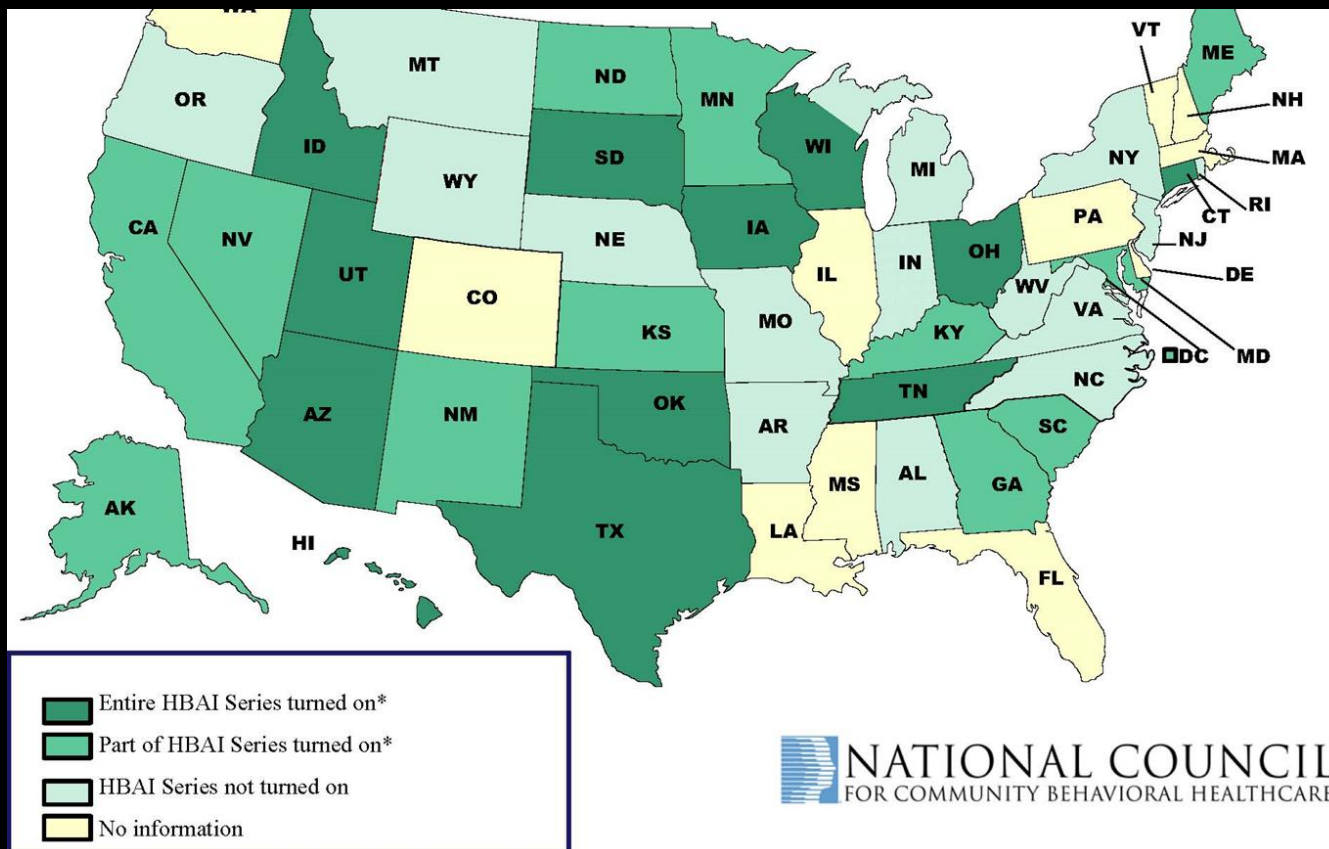 WA
VT
ME
MT
ND
MN
OR
NH
ID
SD
WI
MI
NY
MA
WY
RI
CT
PA
CA
NV
NE
IA
NJ
UT
IL
IN
OH
DE
CO
WV
VA
MO
KS
KY
DC
MD
NC
TN
AZ
NM
OK
AR
SC
MS
AL
GA
AK
TX
LA
HI
FL
Entire HBAI Series turned on*
Part of HBAI Series turned on*
HBAI Series not turned on
No information
NATIONAL COUNCIL
FOR COMMUNITY BEHAVIORAL HEALTHCARE